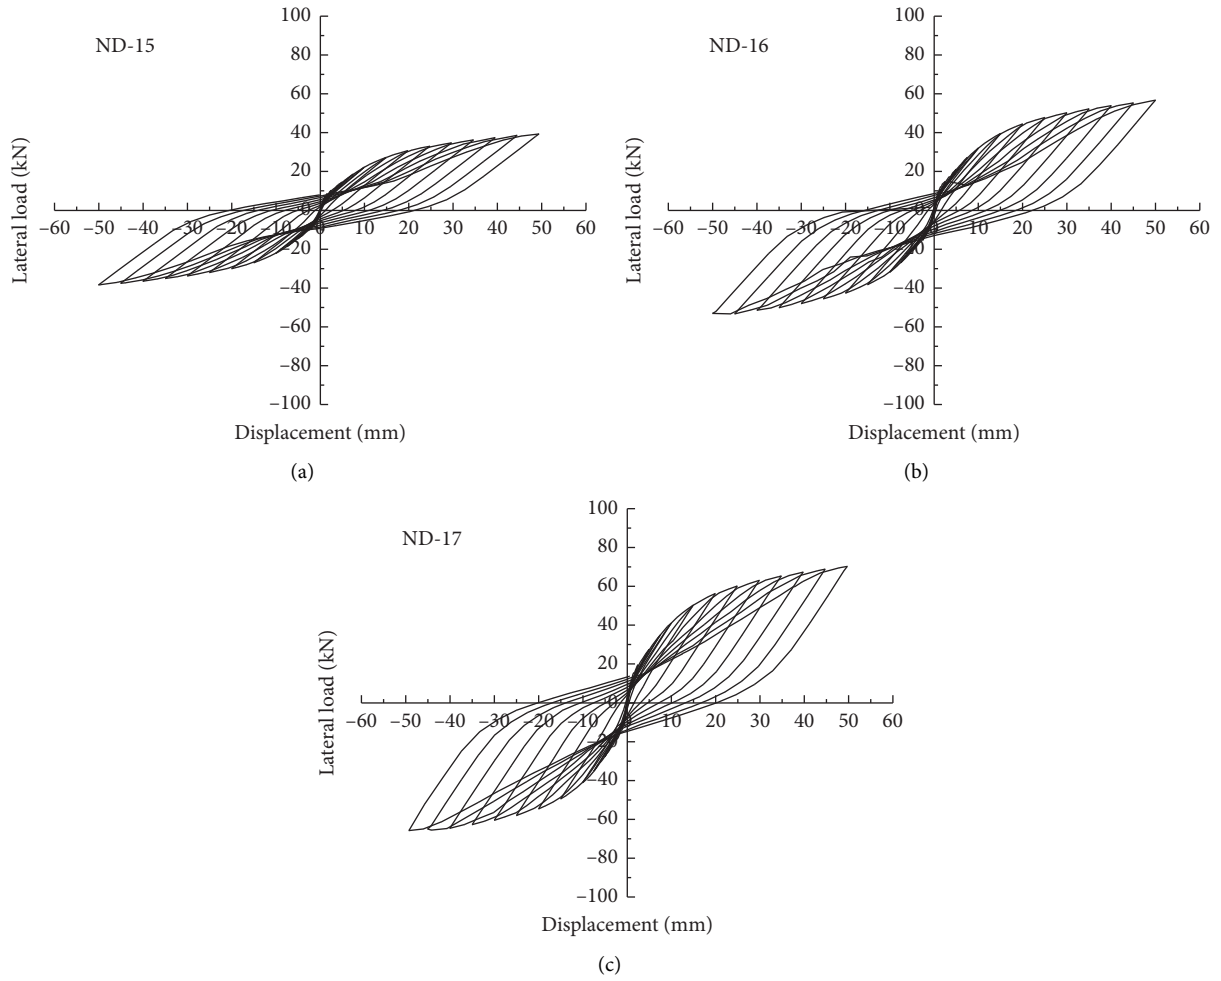 ND-15
100
80
60
40
20
0
–20
–40
–60
–80
–100
–60 –50 –40 –30 –20 –10 0 10 20 30 40 50 60
Lateral load (kN)
Displacement (mm)
(a)
ND-16
100
80
60
40
20
0
–20
–40
–60
–80
–100
–60 –50 –40 –30 –20 –10 0 10 20 30 40 50 60
Lateral load (kN)
Displacement (mm)
(b)
ND-17
100
80
60
40
20
0
–20
–40
–60
–80
–100
–60 –50 –40 –30 –20 –10 0 10 20 30 40 50 60
Lateral load (kN)
Displacement (mm)
(c)